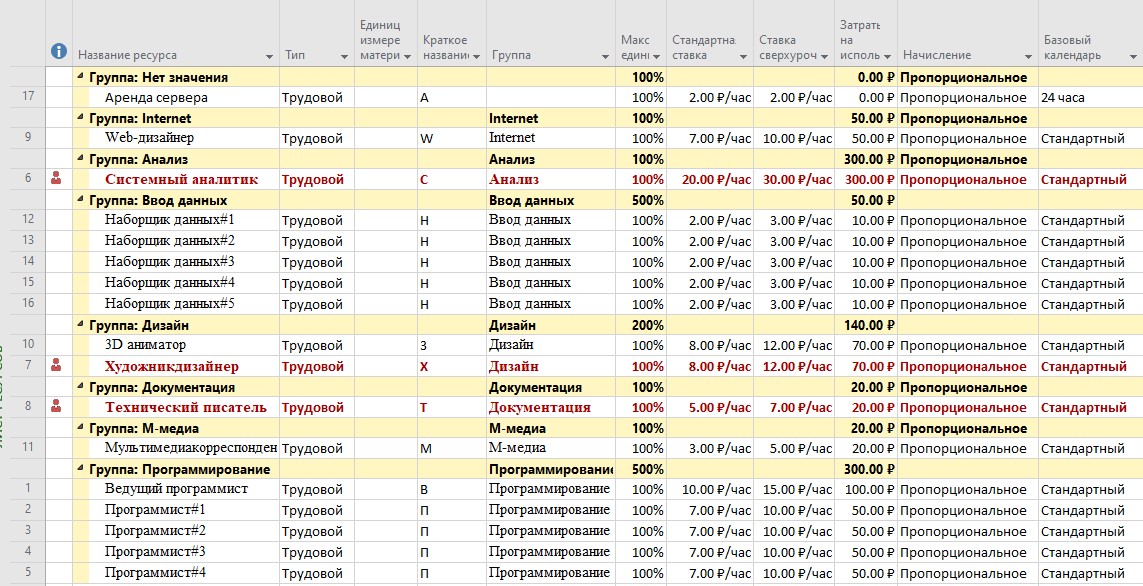 Название ресурса Тип Единиц измере матери Краткое названи Группа Макс едини Стандартна ставка Ставка сверхуроч Затраты на исполь Начисление Базовый календарь
Группа: Нет значения 100% 0.00 ₽ Пропорциональное
17 Аренда сервера Трудовой А 100% 2.00 ₽/час 2.00 ₽/час 0.00 ₽ Пропорциональное 24 часа
Группа: Internet Internet 100% 50.00 ₽ Пропорциональное
9 Web-дизайнер Трудовой W Internet 100% 7.00 ₽/час 10.00 ₽/час 50.00 ₽ Пропорциональное Стандартный
Группа: Анализ Анализ 100% 300.00 ₽ Пропорциональное
6 Системный аналитик Трудовой С Анализ 100% 20.00 ₽/час 30.00 ₽/час 300.00 ₽ Пропорциональное Стандартный
Группа: Ввод данных Ввод данных 500% 50.00 ₽
12 Наборщик данных#1 Трудовой Н Ввод данных 100% 2.00 ₽/час 3.00 ₽/час 10.00 ₽ Пропорциональное Стандартный
13 Наборщик данных#2 Трудовой Н Ввод данных 100% 2.00 ₽/час 3.00 ₽/час 10.00 ₽ Пропорциональное Стандартный
14 Наборщик данных#3 Трудовой Н Ввод данных 100% 2.00 ₽/час 3.00 ₽/час 10.00 ₽ Пропорциональное Стандартный
15 Наборщик данных#4 Трудовой Н Ввод данных 100% 2.00 ₽/час 3.00 ₽/час 10.00 ₽ Пропорциональное Стандартный
16 Наборщик данных#5 Трудовой Н Ввод данных 100% 2.00 ₽/час 3.00 ₽/час 10.00 ₽ Пропорциональное Стандартный
Группа: Дизайн Дизайн 200% 140.00 ₽ Пропорциональное
10 3D аниматор Трудовой 3 Дизайн 100% 8.00 ₽/час 12.00 ₽/час 70.00 ₽ Пропорциональное Стандартный
7 Художникдизайнер Трудовой Х Дизайн 100% 8.00 ₽/час 12.00 ₽/час 70.00 ₽ Пропорциональное Стандартный
Группа: Документация Документация 100% 20.00 ₽ Пропорциональное
8 Технический писатель Трудовой Т Документация 100% 5.00 ₽/час 7.00 ₽/час 20.00 ₽ Пропорциональное Стандартный
Группа: М-медиа М-медиа 100% 20.00 ₽ Пропорциональное
11 Мультимедиакорреспонден Трудовой М М-медиа 100% 3.00 ₽/час 5.00 ₽/час 20.00 ₽ Пропорциональное Стандартный
Группа: Программирование Программирование 500% 300.00 ₽
1 Ведущий программист Трудовой В Программирование 100% 10.00 ₽/час 15.00 ₽/час 100.00 ₽ Пропорциональное Стандартный
2 Программист#1 Трудовой П Программирование 100% 7.00 ₽/час 10.00 ₽/час 50.00 ₽ Пропорциональное Стандартный
3 Программист#2 Трудовой П Программирование 100% 7.00 ₽/час 10.00 ₽/час 50.00 ₽ Пропорциональное Стандартный
4 Программист#3 Трудовой П Программирование 100% 7.00 ₽/час 10.00 ₽/час 50.00 ₽ Пропорциональное Стандартный
5 Программист#4 Трудовой П Программирование 100% 7.00 ₽/час 10.00 ₽/час 50.00 ₽ Пропорциональное Стандартный